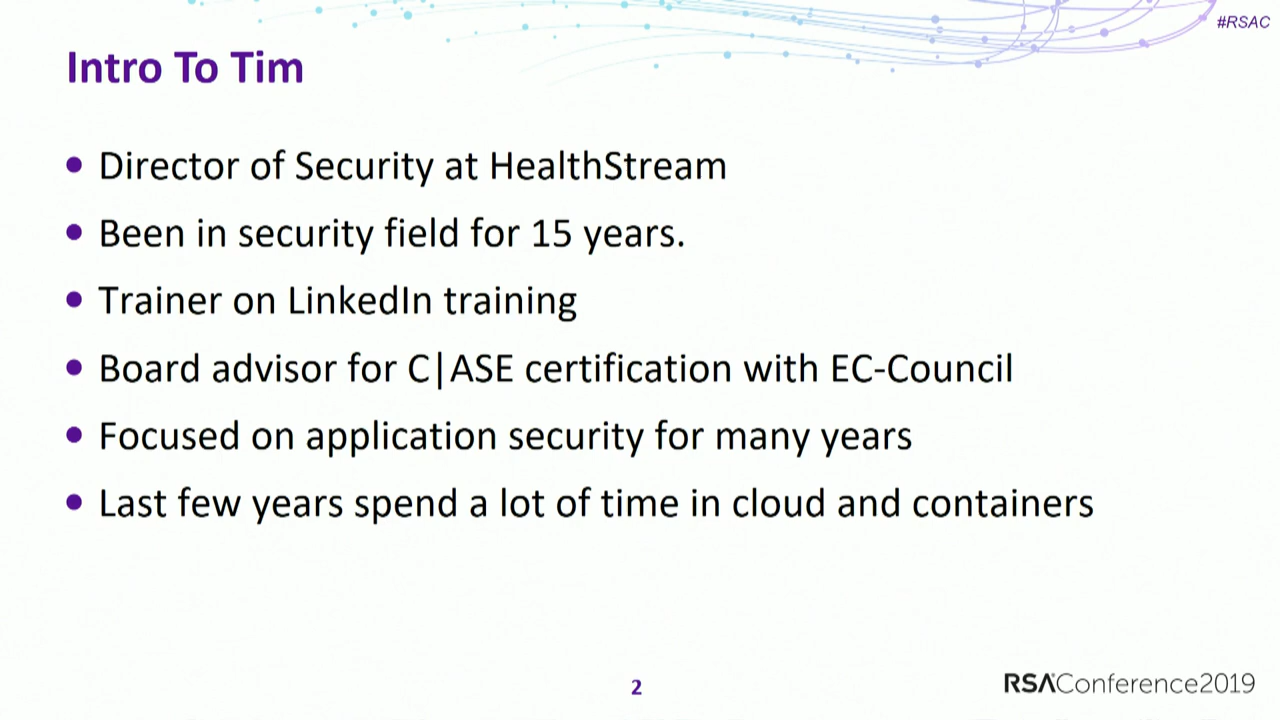 #RSAC
Intro To Tim
• Director of Security at HealthStream
• Been in security field for 15 years.
• Trainer on LinkedIn training
• Board advisor for C|ASE certification with EC-Council
• Focused on application security for many years
• Last few years spend a lot of time in cloud and containers
2
RSAConference2019